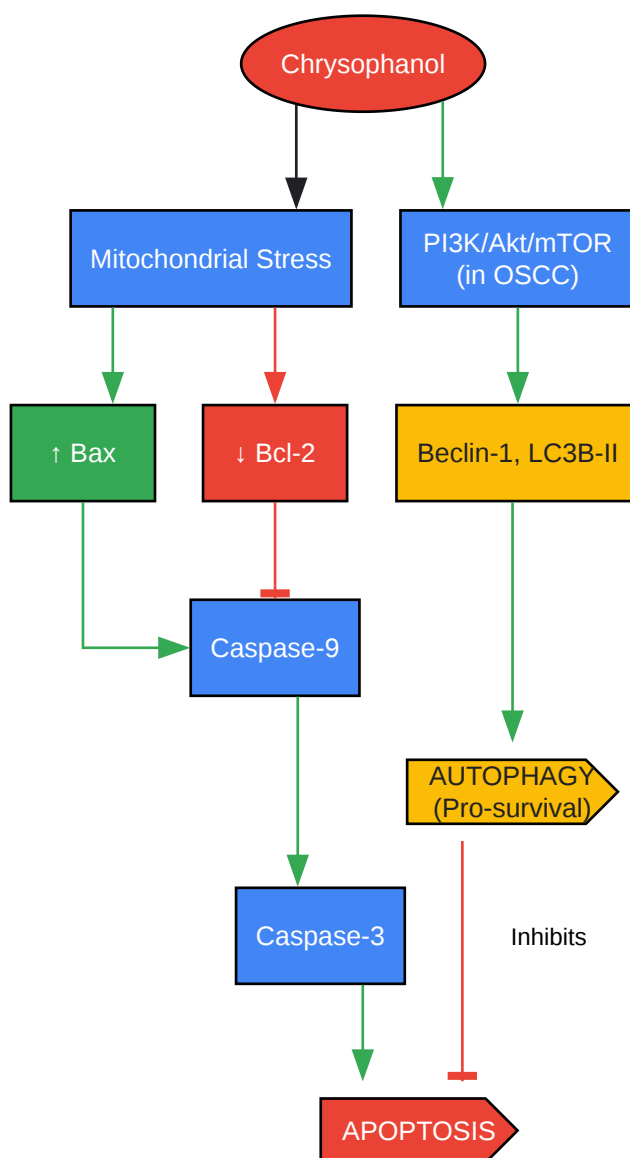 Chrysophanol
Mitochondrial Stress
PI3K/Akt/mTOR
(in OSCC)
↑ Bax
↓ Bcl-2
Beclin-1, LC3B-II
Caspase-9
AUTOPHAGY
(Pro-survival)
Caspase-3
Inhibits
APOPTOSIS